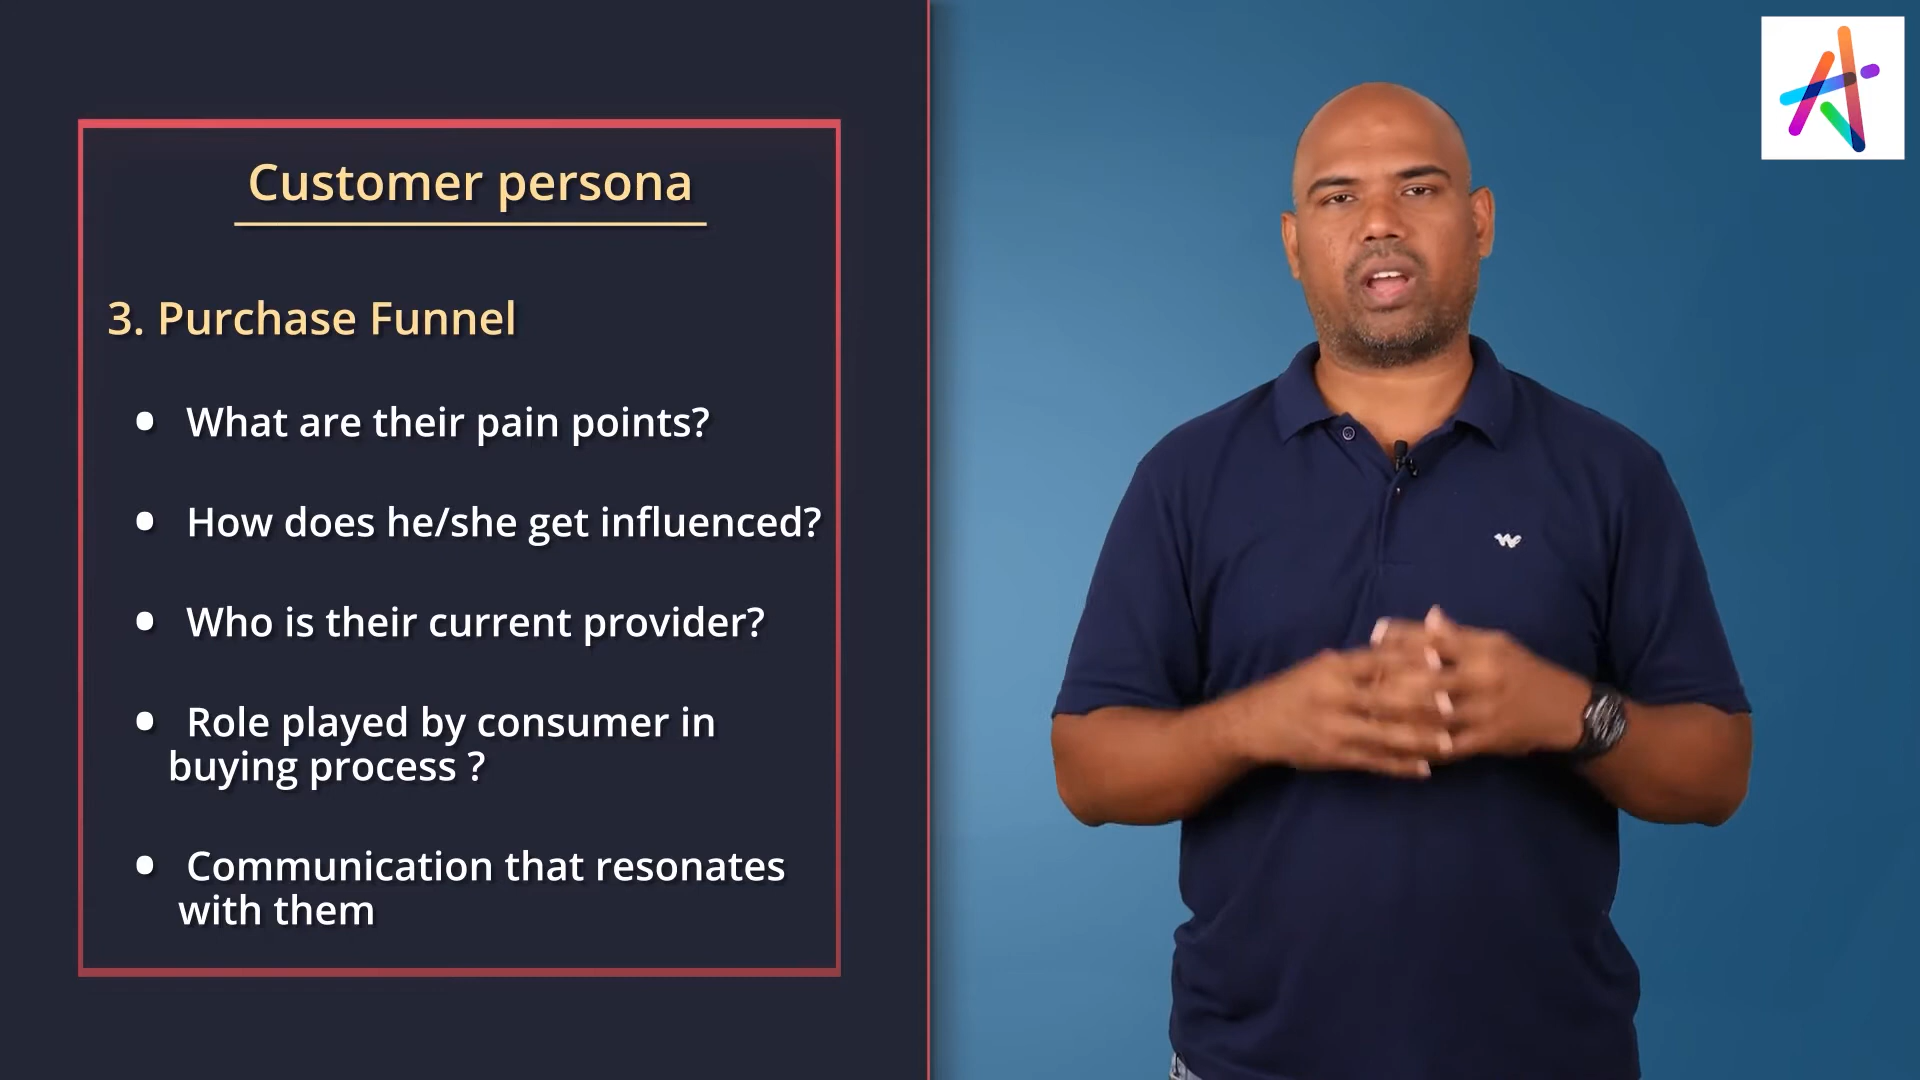 Customer persona
3. Purchase Funnel
• What are their pain points?
• How does he/she get influenced?
• Who is their current provider?
• Role played by consumer in
buying process ?
• Communication that resonates
with them